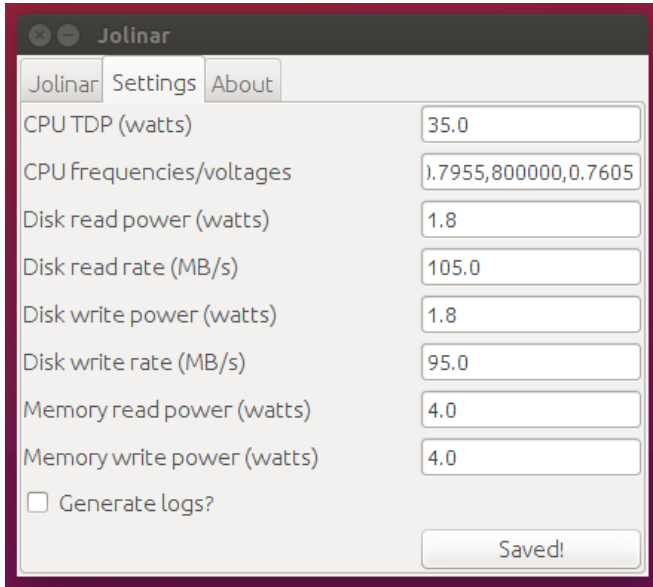 Jolinar
Jolinar Settings About
CPU TDP (watts) 35.0
CPU frequencies/voltages 0.7955,800000,0.7605
Disk read power (watts) 1.8
Disk read rate (MB/s) 105.0
Disk write power (watts) 1.8
Disk write rate (MB/s) 95.0
Memory read power (watts) 4.0
Memory write power (watts) 4.0
Generate logs?
Saved!